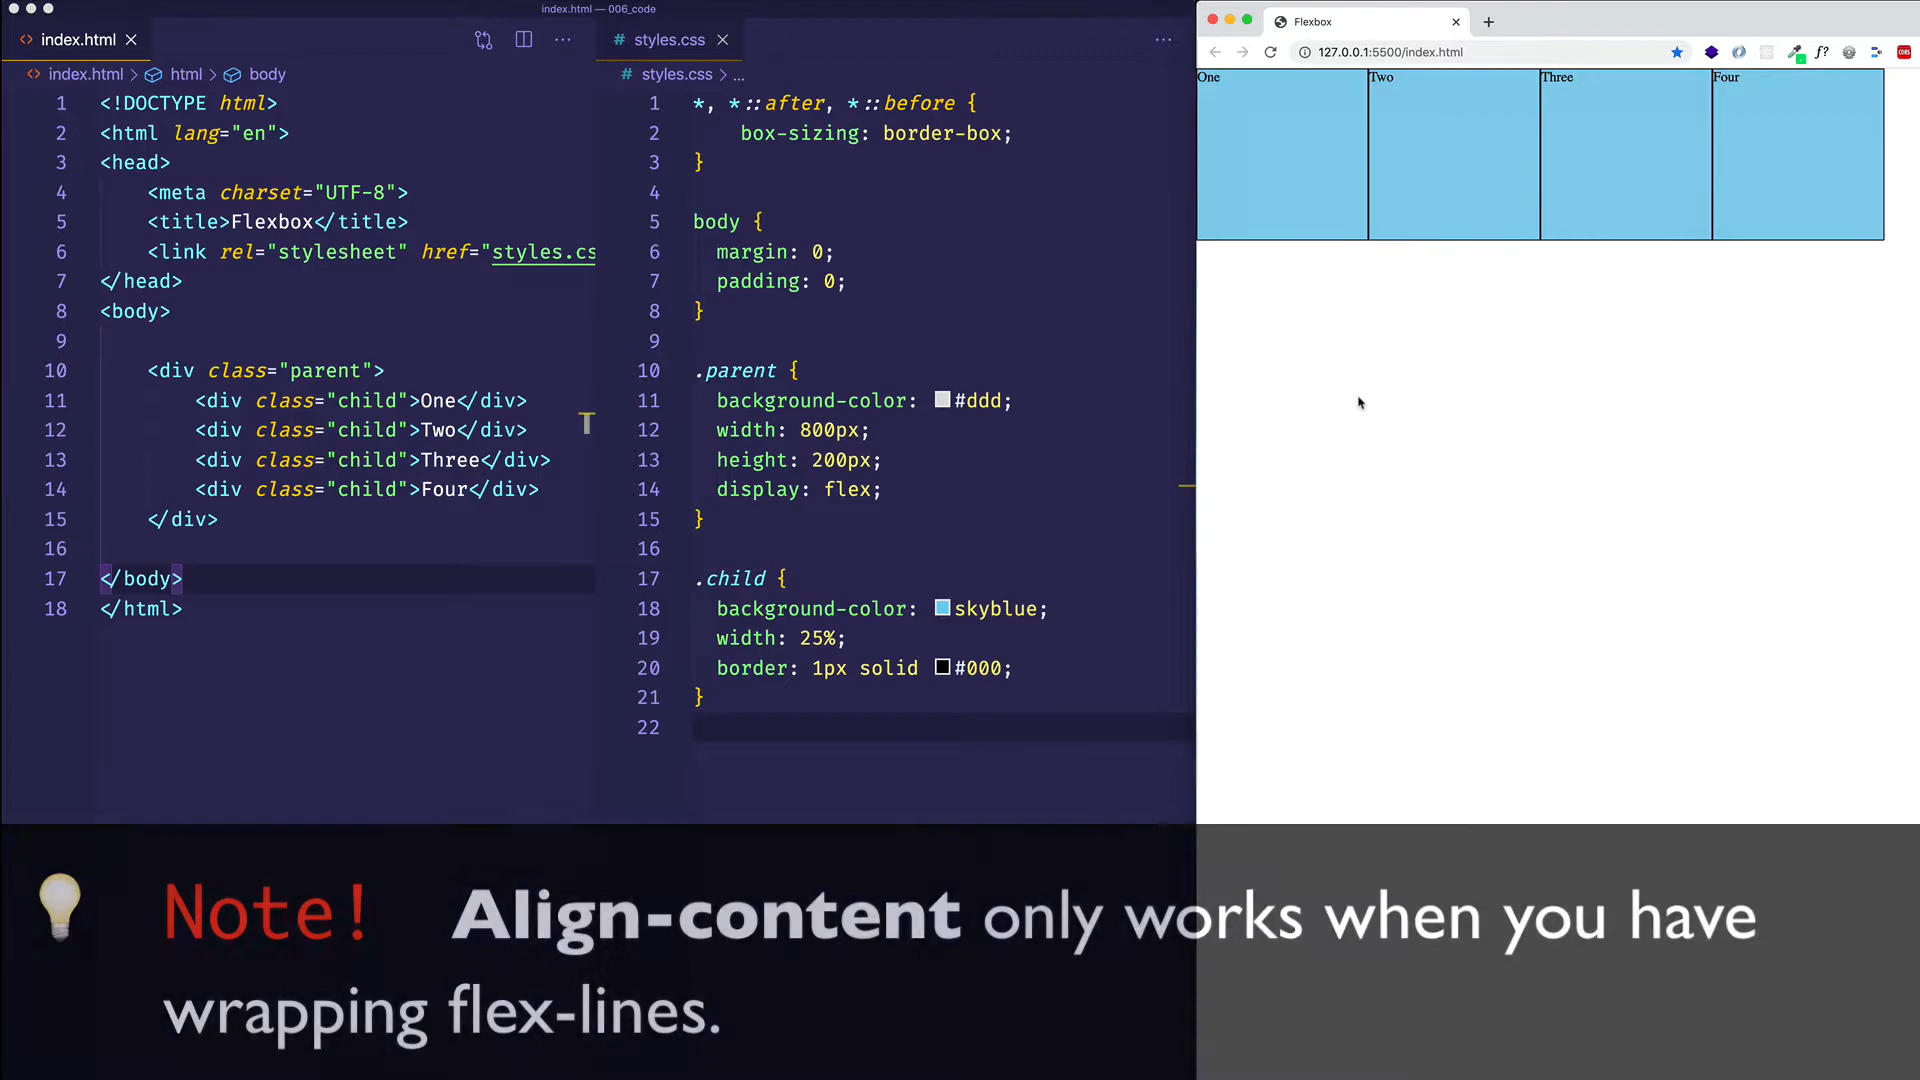 index.html — 006_code
index.html
index.html > html > body
1 <!DOCTYPE html>
2 <html lang="en">
3 <head>
4 <meta charset="UTF-8">
5 <title>Flexbox</title>
6 <link rel="stylesheet" href="styles.cs
7 </head>
8 <body>
9
10 <div class="parent">
11 <div class="child">One</div>
12 <div class="child">Two</div>
13 <div class="child">Three</div>
14 <div class="child">Four</div>
15 </div>
16
17 </body>
18 </html>
# styles.css
# styles.css > ...
1 *, *::after, *::before {
2 box-sizing: border-box;
3 }
4
5 body {
6 margin: 0;
7 padding: 0;
8 }
9
10 .parent {
11 background-color: #ddd;
12 width: 800px;
13 height: 200px;
14 display: flex;
15 }
16
17 .child {
18 background-color: skyblue;
19 width: 25%;
20 border: 1px solid #000;
21 }
22
Flexbox
127.0.0.1:5500/index.html
f?
One
Two
Three
Four
T
Note! Align-content only works when you have
wrapping flex-lines.